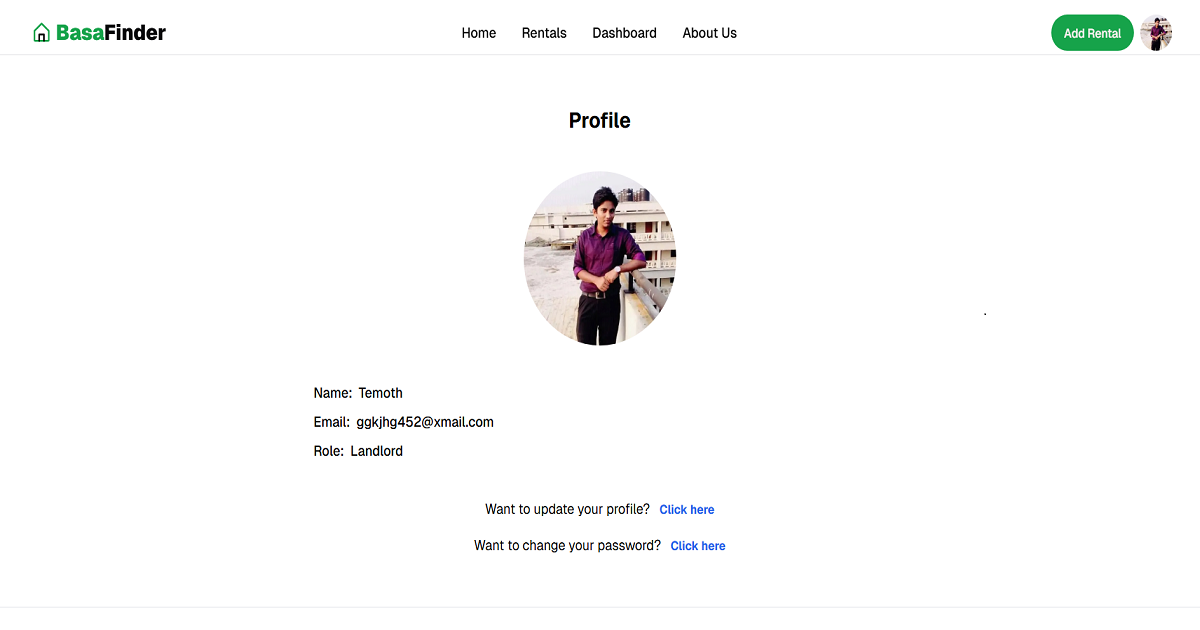 BasaFinder Home Rentals Dashboard About Us Add Rental
Profile
Name: Temoth
Email: ggkjhg452@xmail.com
Role: Landlord
Want to update your profile? Click here
Want to change your password? Click here